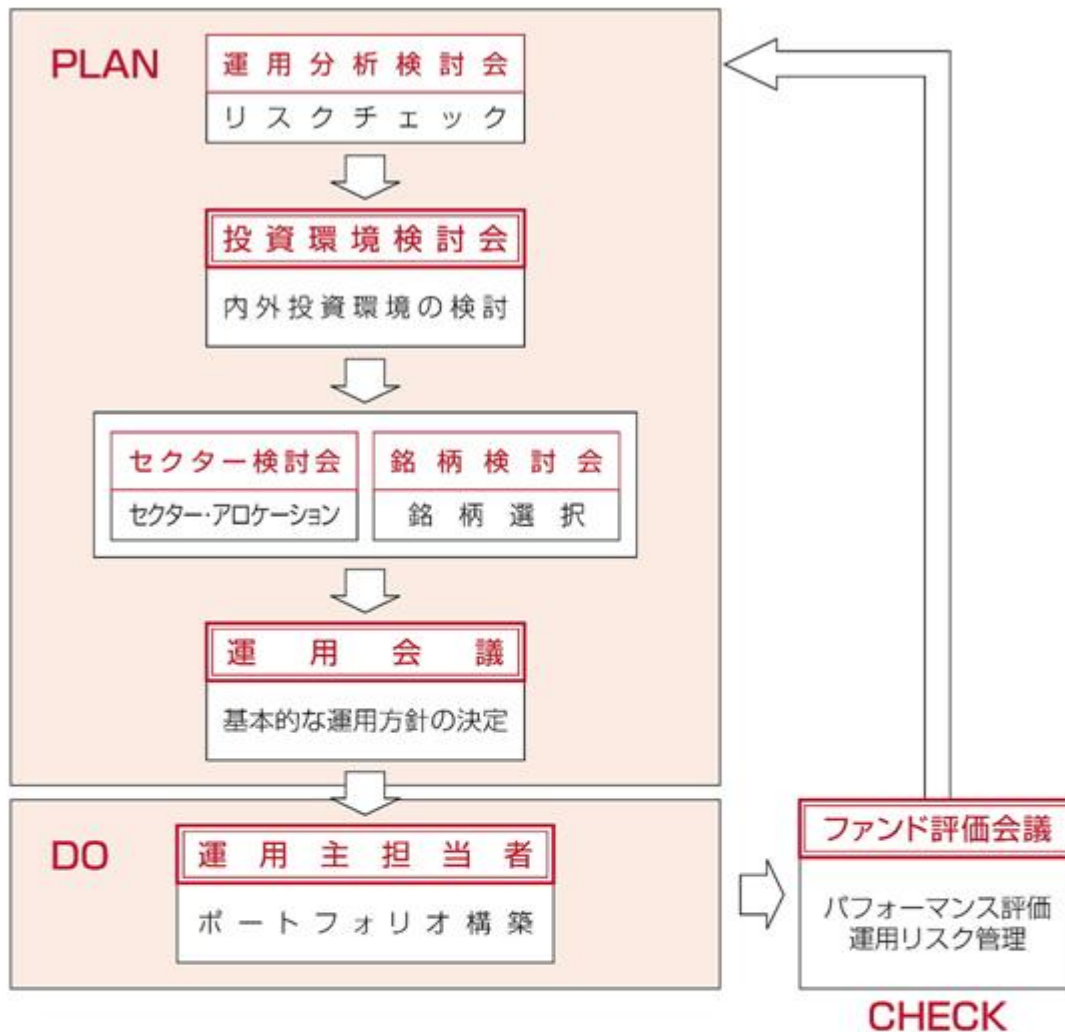 PLAN
運用分析検討会
リスクチェック
投資環境検討会
内外投資環境の検討
セクター検討会
セクター・アロケーション
銘柄検討会
銘柄選択
運用会議
基本的な運用方針の決定
DO
運用主担当者
ポートフォリオ構築
ファンド評価会議
パフォーマンス評価
運用リスク管理
CHECK